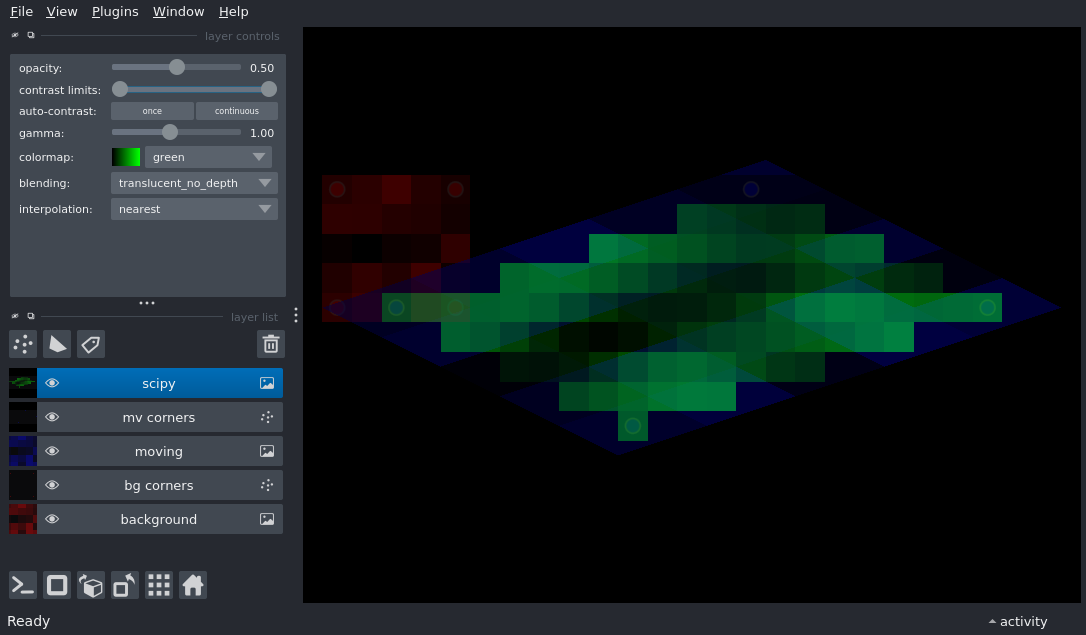 File View Plugins Window Help
layer controls
opacity: 0.50
contrast limits:
auto-contrast: once continuous
gamma: 1.00
colormap: green
blending: translucent_no_depth
interpolation: nearest
layer list
scipy
mv corners
moving
bg corners
background
Ready activity